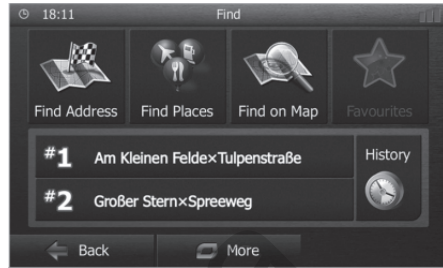 18:11 Find
Find Address Find Places Find on Map Favourites
#1 Am Kleinen Felde×Tulpenstraße History
#2 Großer Stern×Spreeweg
Back More